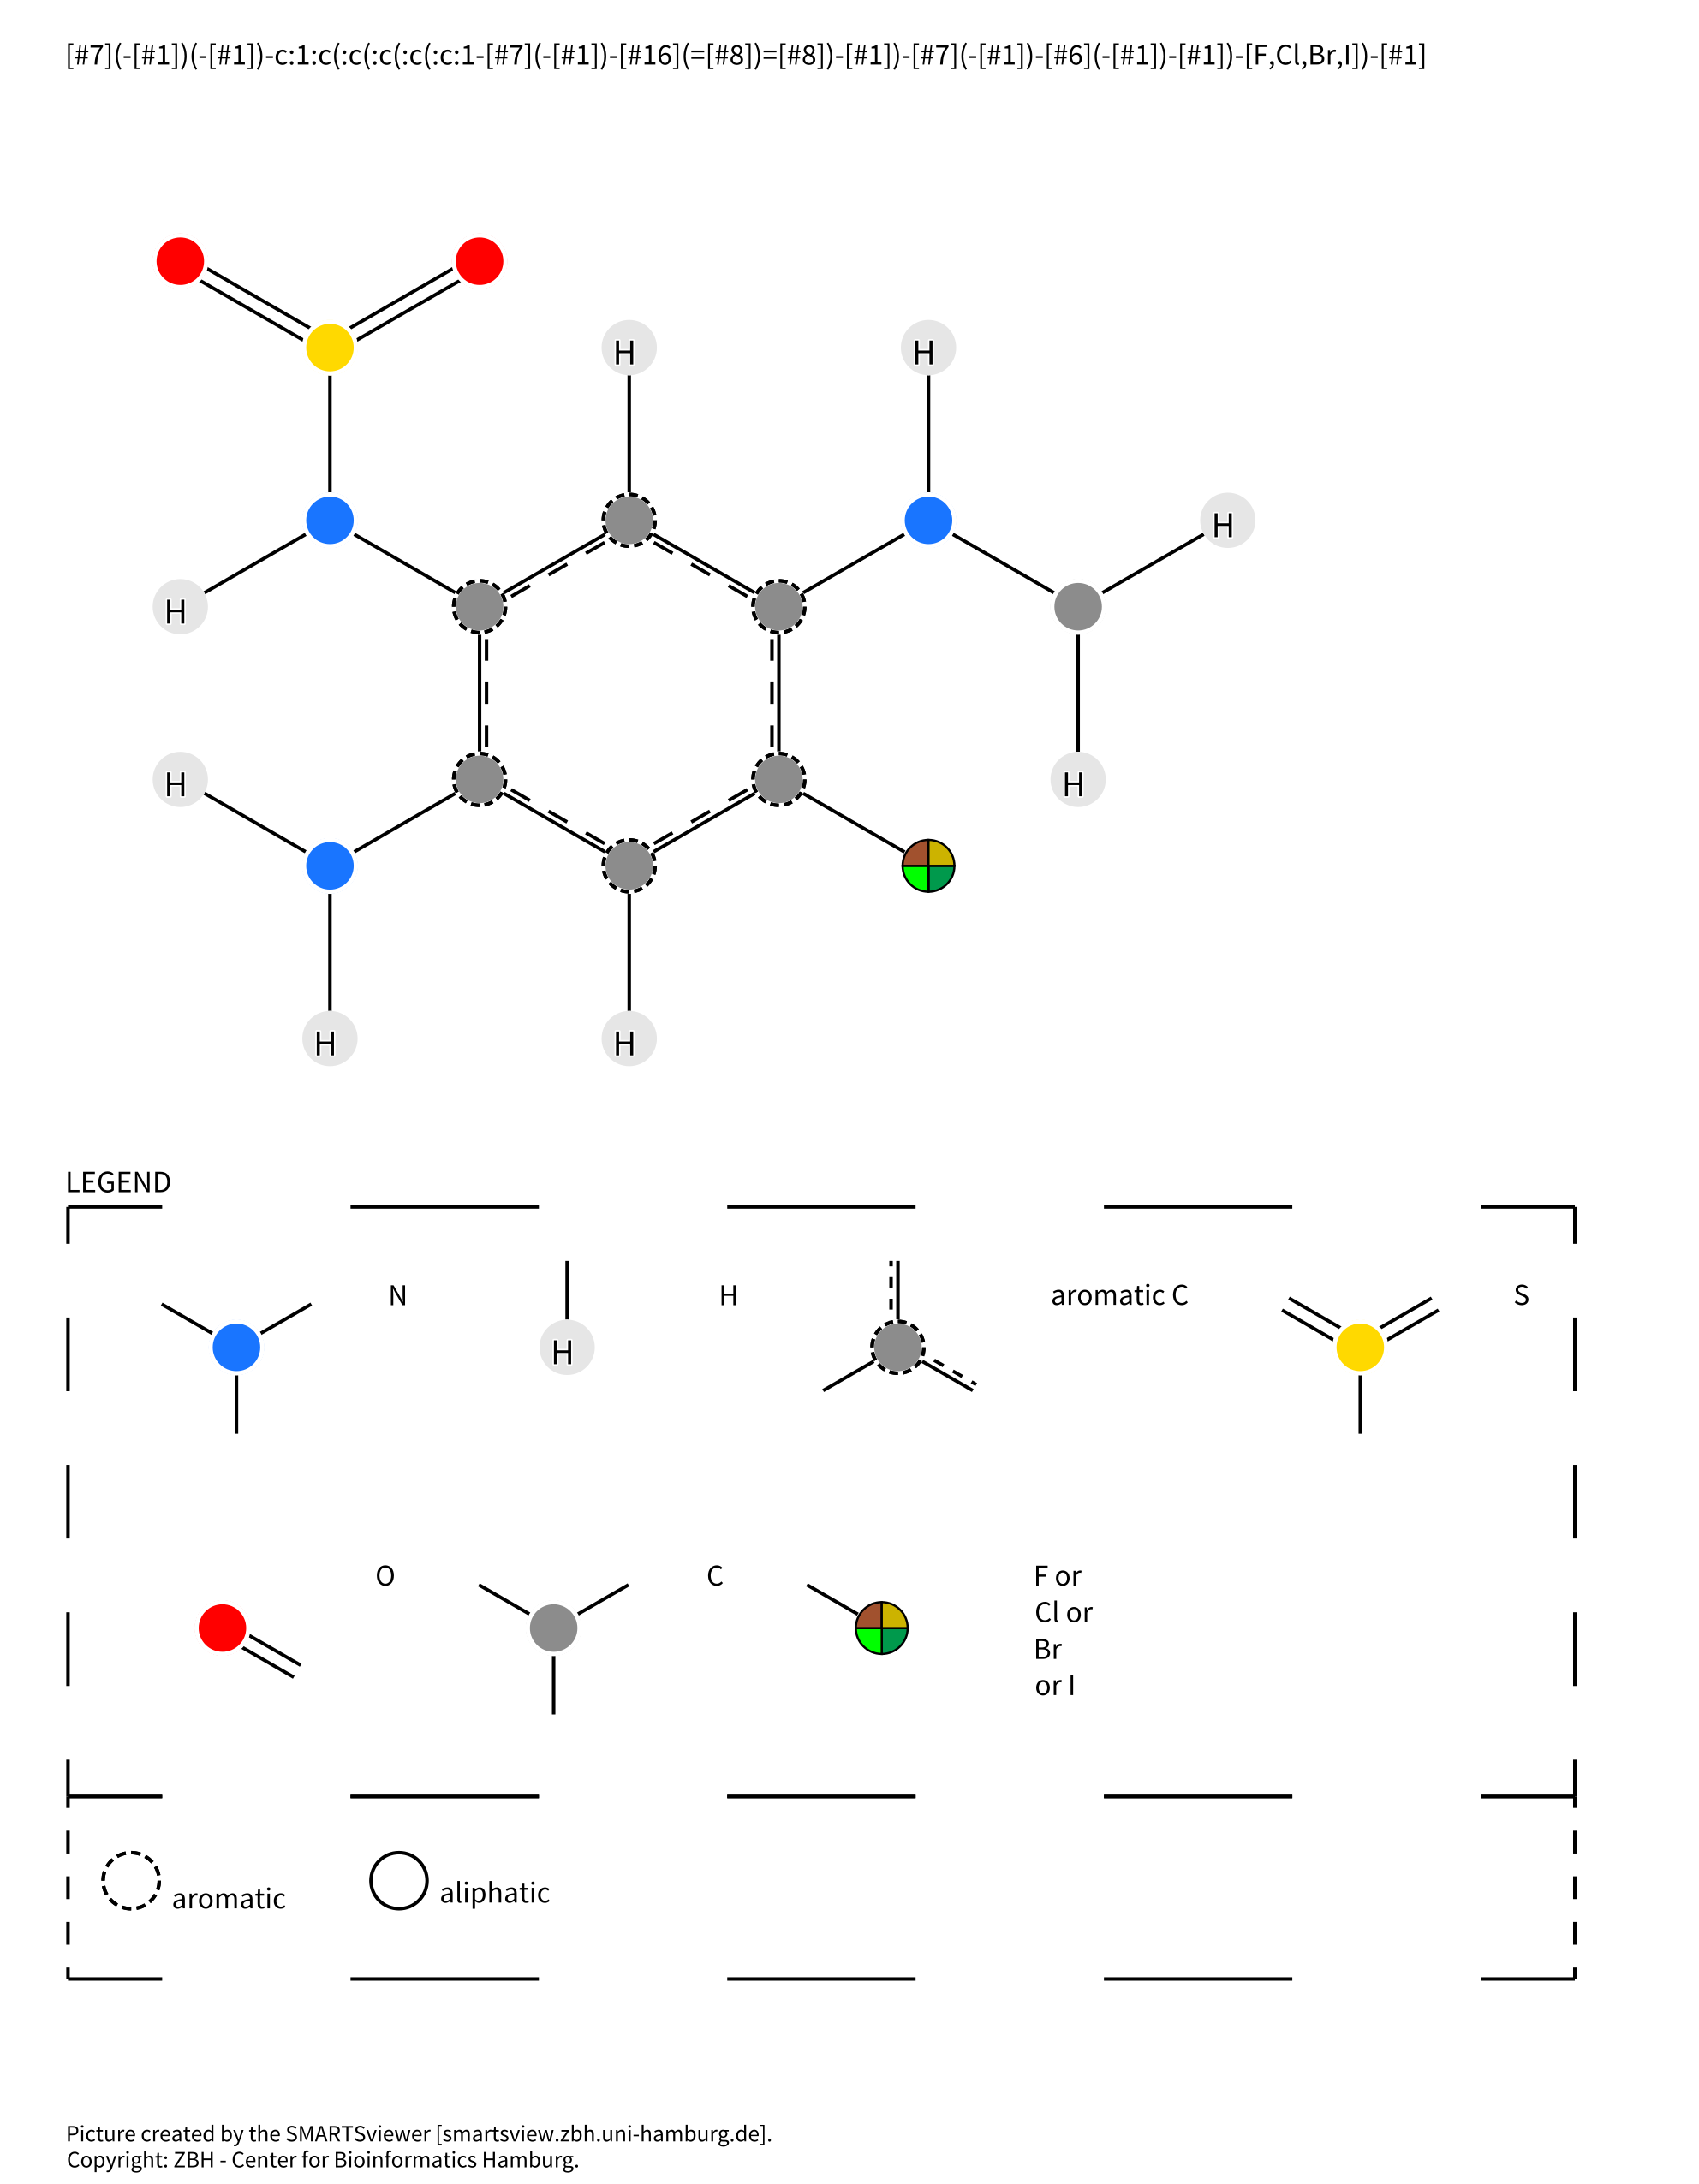 [#7](-[#1])(-[#1])-c:1:c(:c(:c(:c(:c:1-[#7](-[#1])-[#16](=[#8])=[#8])-[#1])-[#7](-[#1])-[#6](-[#1])-[#1])-[F,Cl,Br,I])-[#1]
H H
H
H
H H
H H
LEGEND
N H aromatic C S
H
O C F or
Cl or
Br
or I
aromatic aliphatic
Picture created by the SMARTSviewer [smartsview.zbh.uni-hamburg.de].
Copyright: ZBH - Center for Bioinformatics Hamburg.